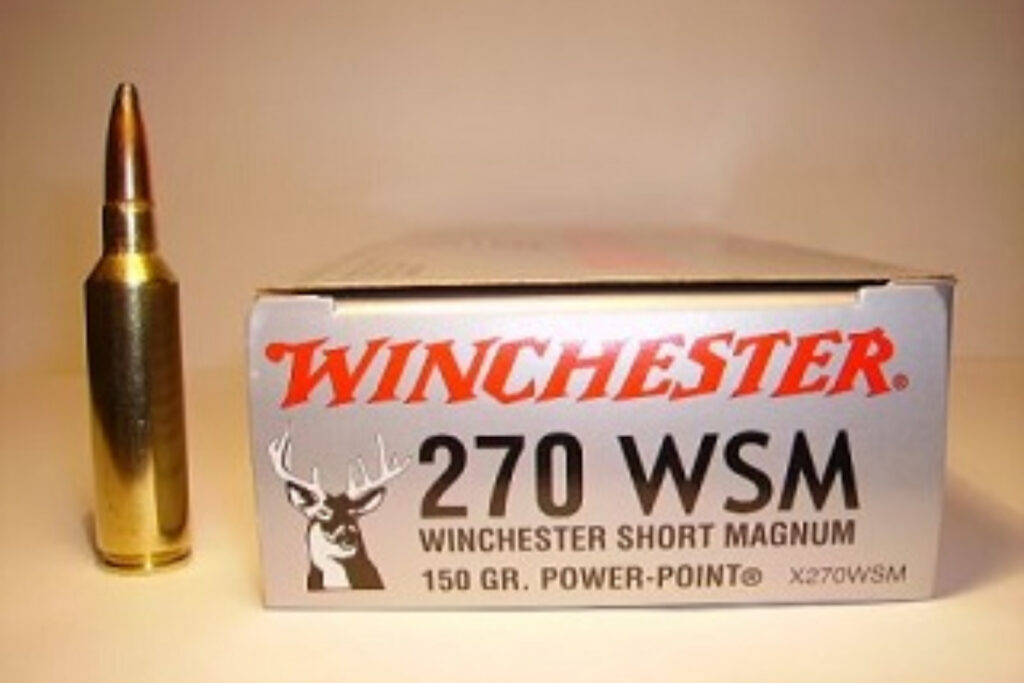 WINCHESTER®
270 WSM
WINCHESTER SHORT MAGNUM
150 GR. POWER-POINT® X270WSM